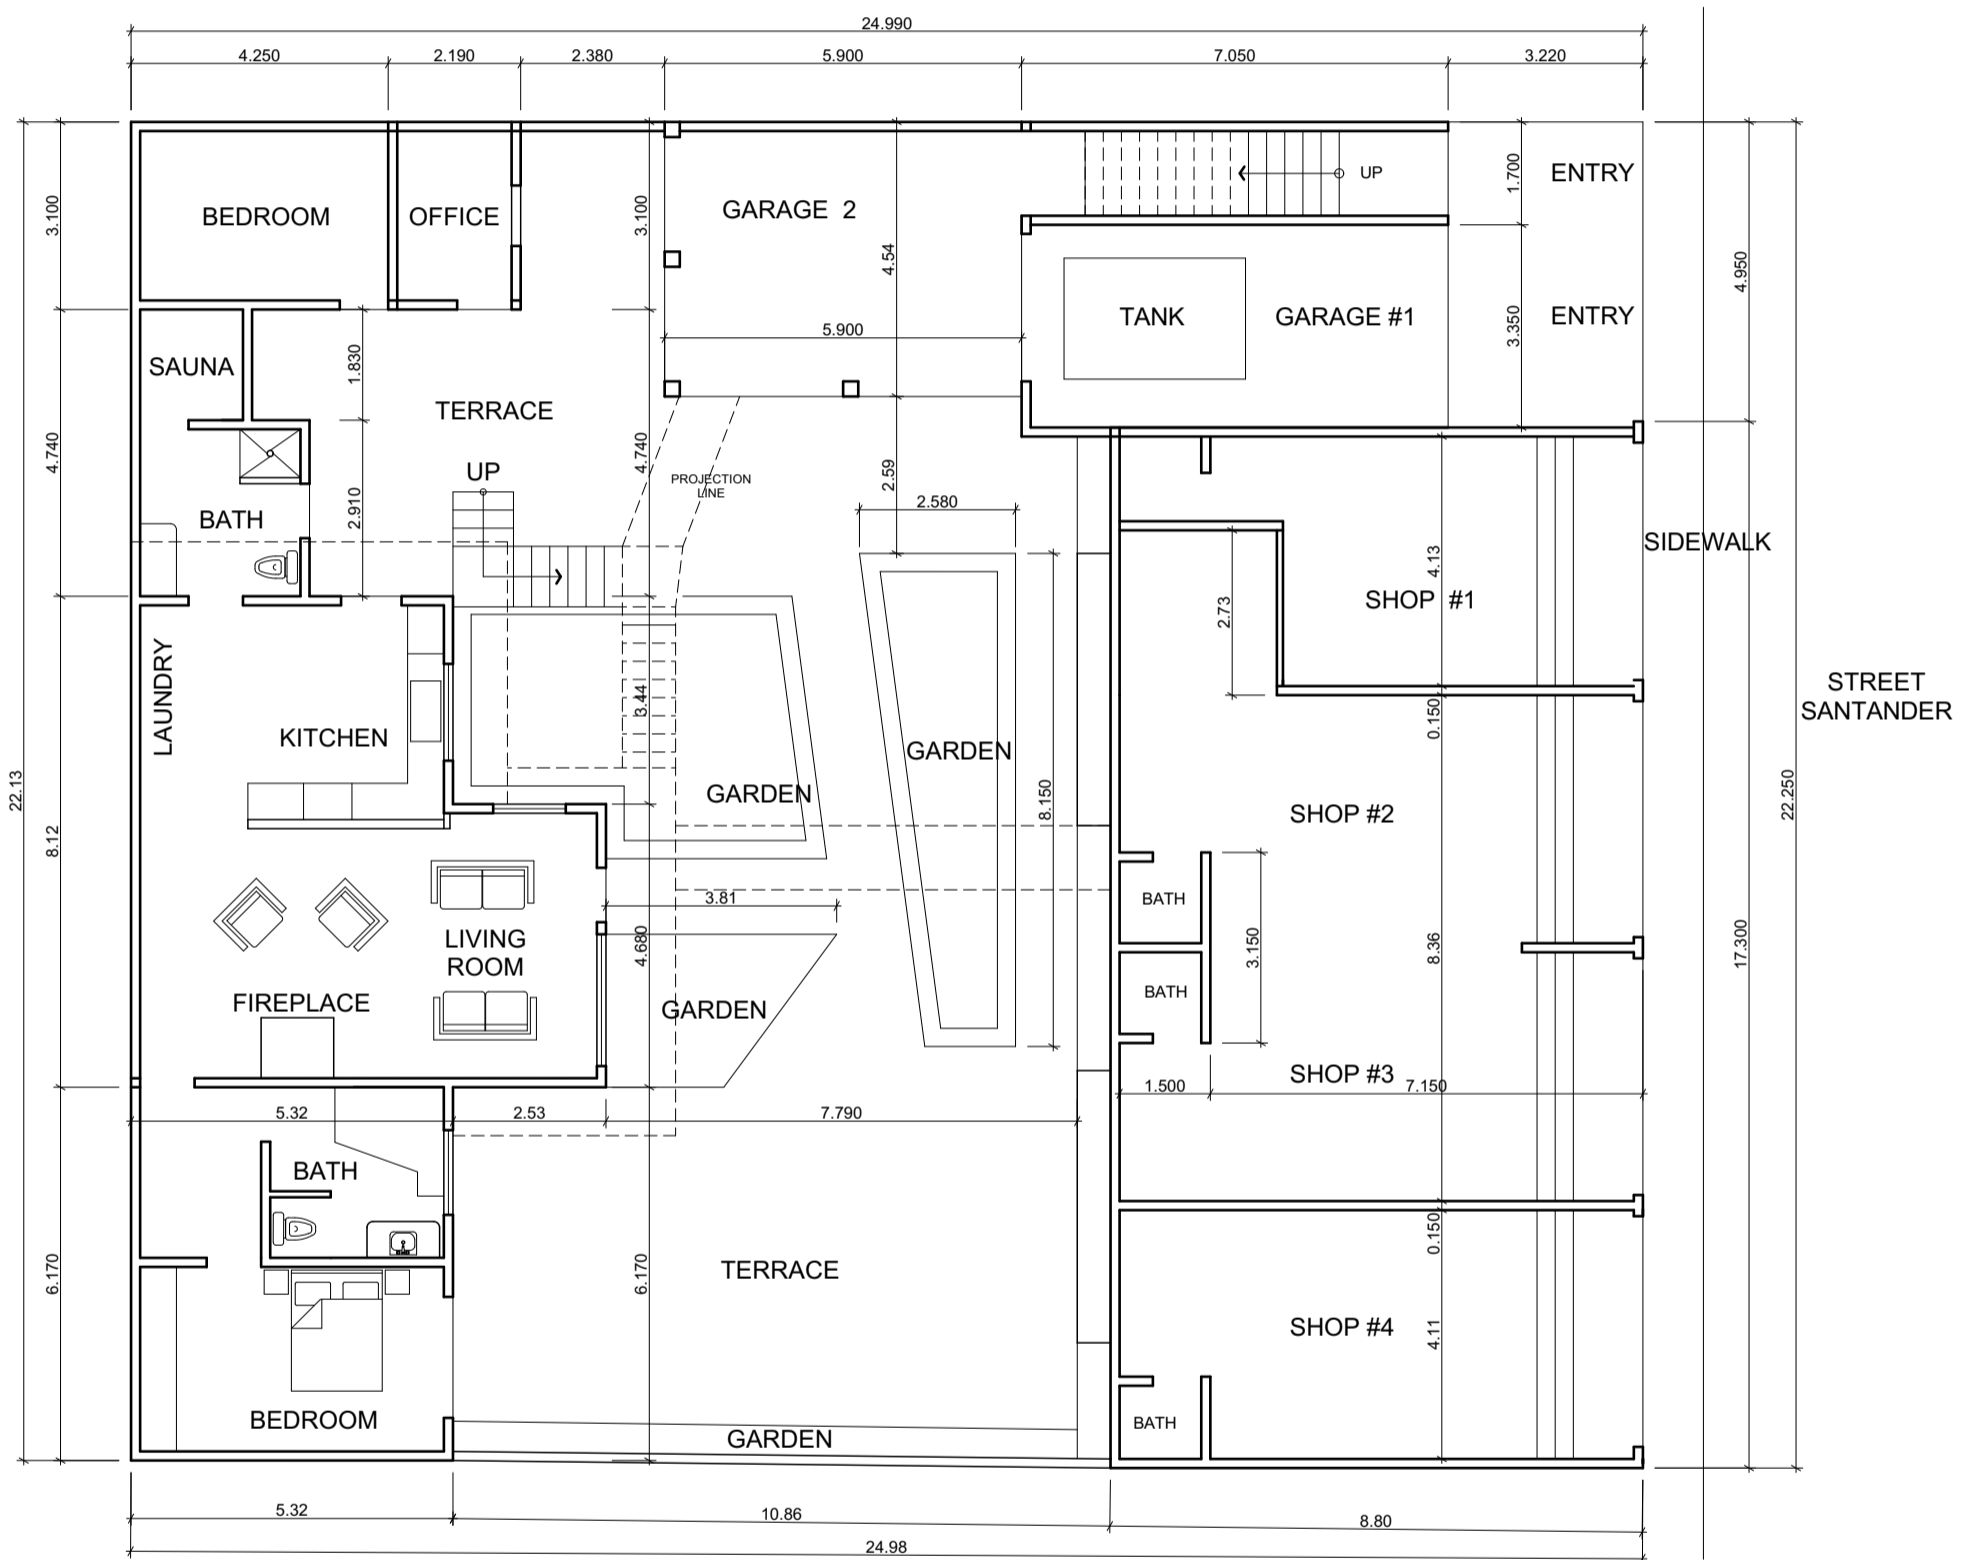 24.990
4.250
2.190
2.380
5.900
7.050
3.220
BEDROOM
OFFICE
3.100
3.100
GARAGE 2
4.54
UP
1.700
ENTRY
4.950
TANK
GARAGE #1
3.350
ENTRY
5.900
SAUNA
1.830
TERRACE
4.740
4.740
UP
PROJECTION
LINE
2.59
2.580
BATH
2.910
SIDEWALK
4.13
SHOP #1
2.73
LAUNDRY
KITCHEN
3.44
0.150
STREET
SANTANDER
GARDEN
GARDEN
8.150
SHOP #2
22.13
22.250
8.12
3.81
BATH
LIVING
ROOM
4.680
3.150
8.36
17.300
BATH
FIREPLACE
GARDEN
SHOP #3
1.500
7.150
5.32
2.53
7.790
BATH
0.150
6.170
6.170
TERRACE
SHOP #4
4.11
BEDROOM
GARDEN
BATH
5.32
10.86
8.80
24.98